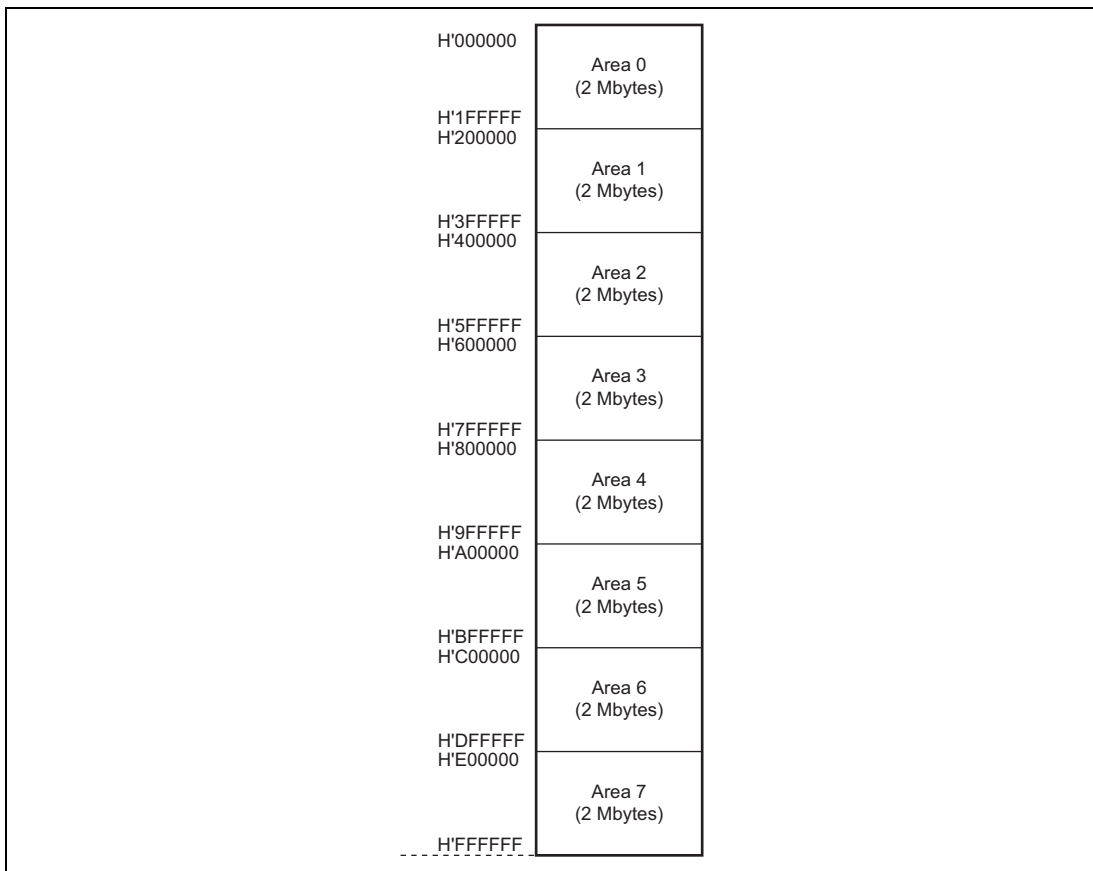 H'000000
Area 0
(2 Mbytes)
H'1FFFFF
H'200000
Area 1
(2 Mbytes)
H'3FFFFF
H'400000
Area 2
(2 Mbytes)
H'5FFFFF
H'600000
Area 3
(2 Mbytes)
H'7FFFFF
H'800000
Area 4
(2 Mbytes)
H'9FFFFF
H'A00000
Area 5
(2 Mbytes)
H'BFFFFF
H'C00000
Area 6
(2 Mbytes)
H'DFFFFF
H'E00000
Area 7
(2 Mbytes)
H'FFFFFF